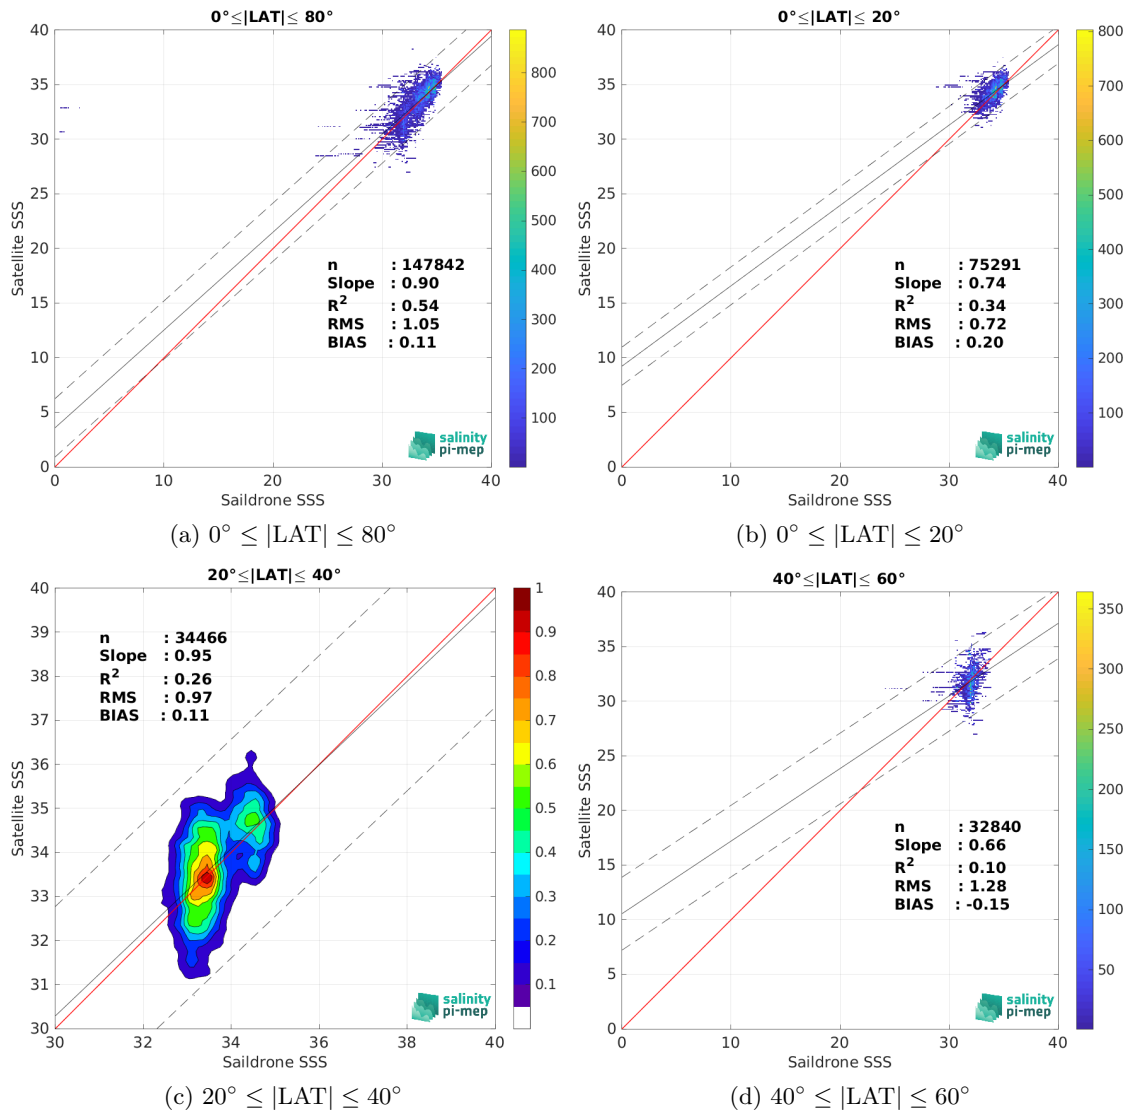 0°≤|LAT|≤ 80°
40
35
30
25
20
15
10
5
0
Satellite SSS
n : 147842
Slope : 0.90
R² : 0.54
RMS : 1.05
BIAS : 0.11
salinity
pi-mep
0 10 20 30 40
Saildrone SSS
800
700
600
500
400
300
200
100
(a) 0° ≤ |LAT| ≤ 80°
0°≤|LAT|≤ 20°
40
35
30
25
20
15
10
5
0
Satellite SSS
n : 75291
Slope : 0.74
R² : 0.34
RMS : 0.72
BIAS : 0.20
salinity
pi-mep
0 10 20 30 40
Saildrone SSS
800
700
600
500
400
300
200
100
0
(b) 0° ≤ |LAT| ≤ 20°
20°≤|LAT|≤ 40°
40
39
38
37
36
35
34
33
32
31
30
Satellite SSS
n : 34466
Slope : 0.95
R² : 0.26
RMS : 0.97
BIAS : 0.11
salinity
pi-mep
30 32 34 36 38 40
Saildrone SSS
1
0.9
0.8
0.7
0.6
0.5
0.4
0.3
0.2
0.1
(c) 20° ≤ |LAT| ≤ 40°
40°≤|LAT|≤ 60°
40
35
30
25
20
15
10
5
0
Satellite SSS
n : 32840
Slope : 0.66
R² : 0.10
RMS : 1.28
BIAS : -0.15
salinity
pi-mep
0 10 20 30 40
Saildrone SSS
350
300
250
200
150
100
50
(d) 40° ≤ |LAT| ≤ 60°